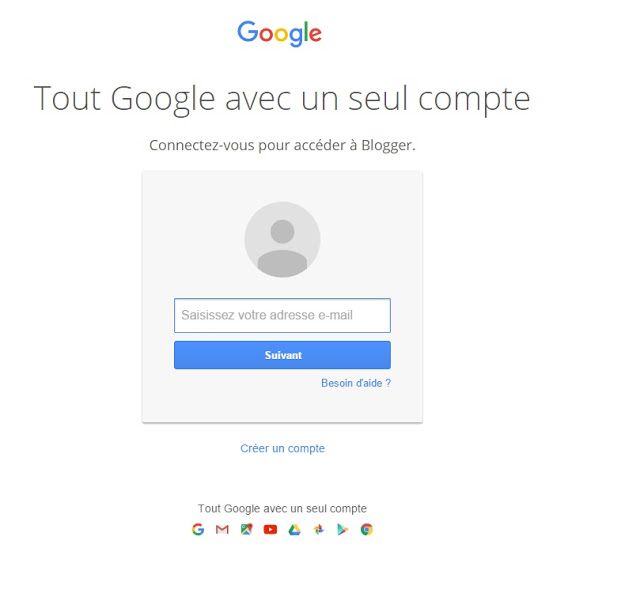 Google
Tout Google avec un seul compte
Connectez-vous pour accéder à Blogger.
Saisissez votre adresse e-mail
Suivant
Besoin d'aide ?
Créer un compte
Tout Google avec un seul compte